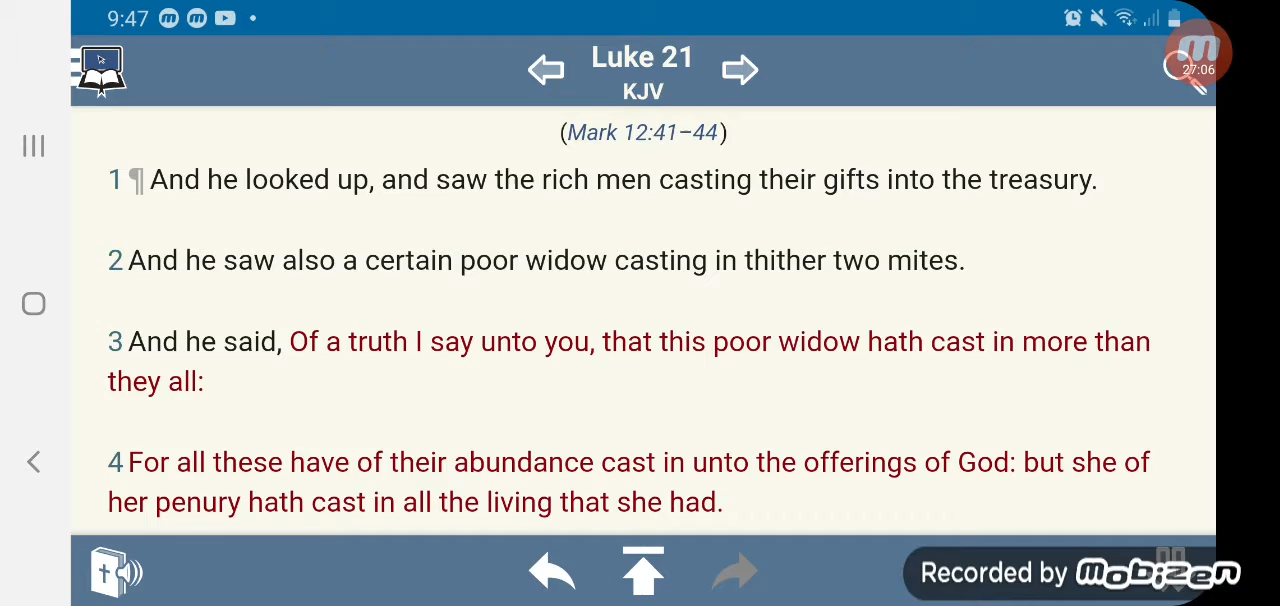 9:47
Luke 21
KJV
27:06
(Mark 12:41–44)
1 ¶ And he looked up, and saw the rich men casting their gifts into the treasury.
2 And he saw also a certain poor widow casting in thither two mites.
3 And he said, Of a truth I say unto you, that this poor widow hath cast in more than
they all:
4 For all these have of their abundance cast in unto the offerings of God: but she of
her penury hath cast in all the living that she had.
Recorded by mobizen